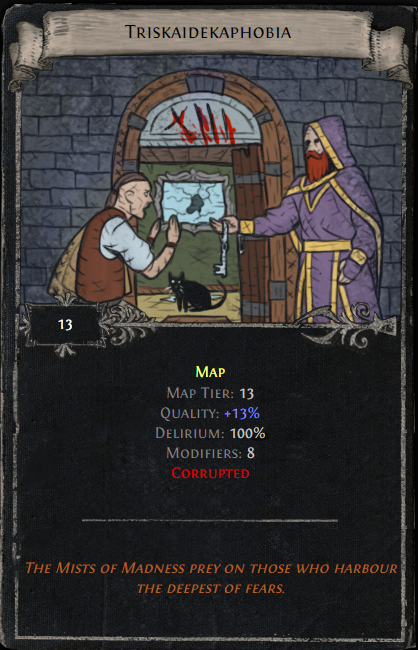 Triskaidekaphobia
13
Map
Map Tier: 13
Quality: +13%
Delirium: 100%
Modifiers: 8
Corrupted
The Mists of Madness prey on those who harbour
the deepest of fears.